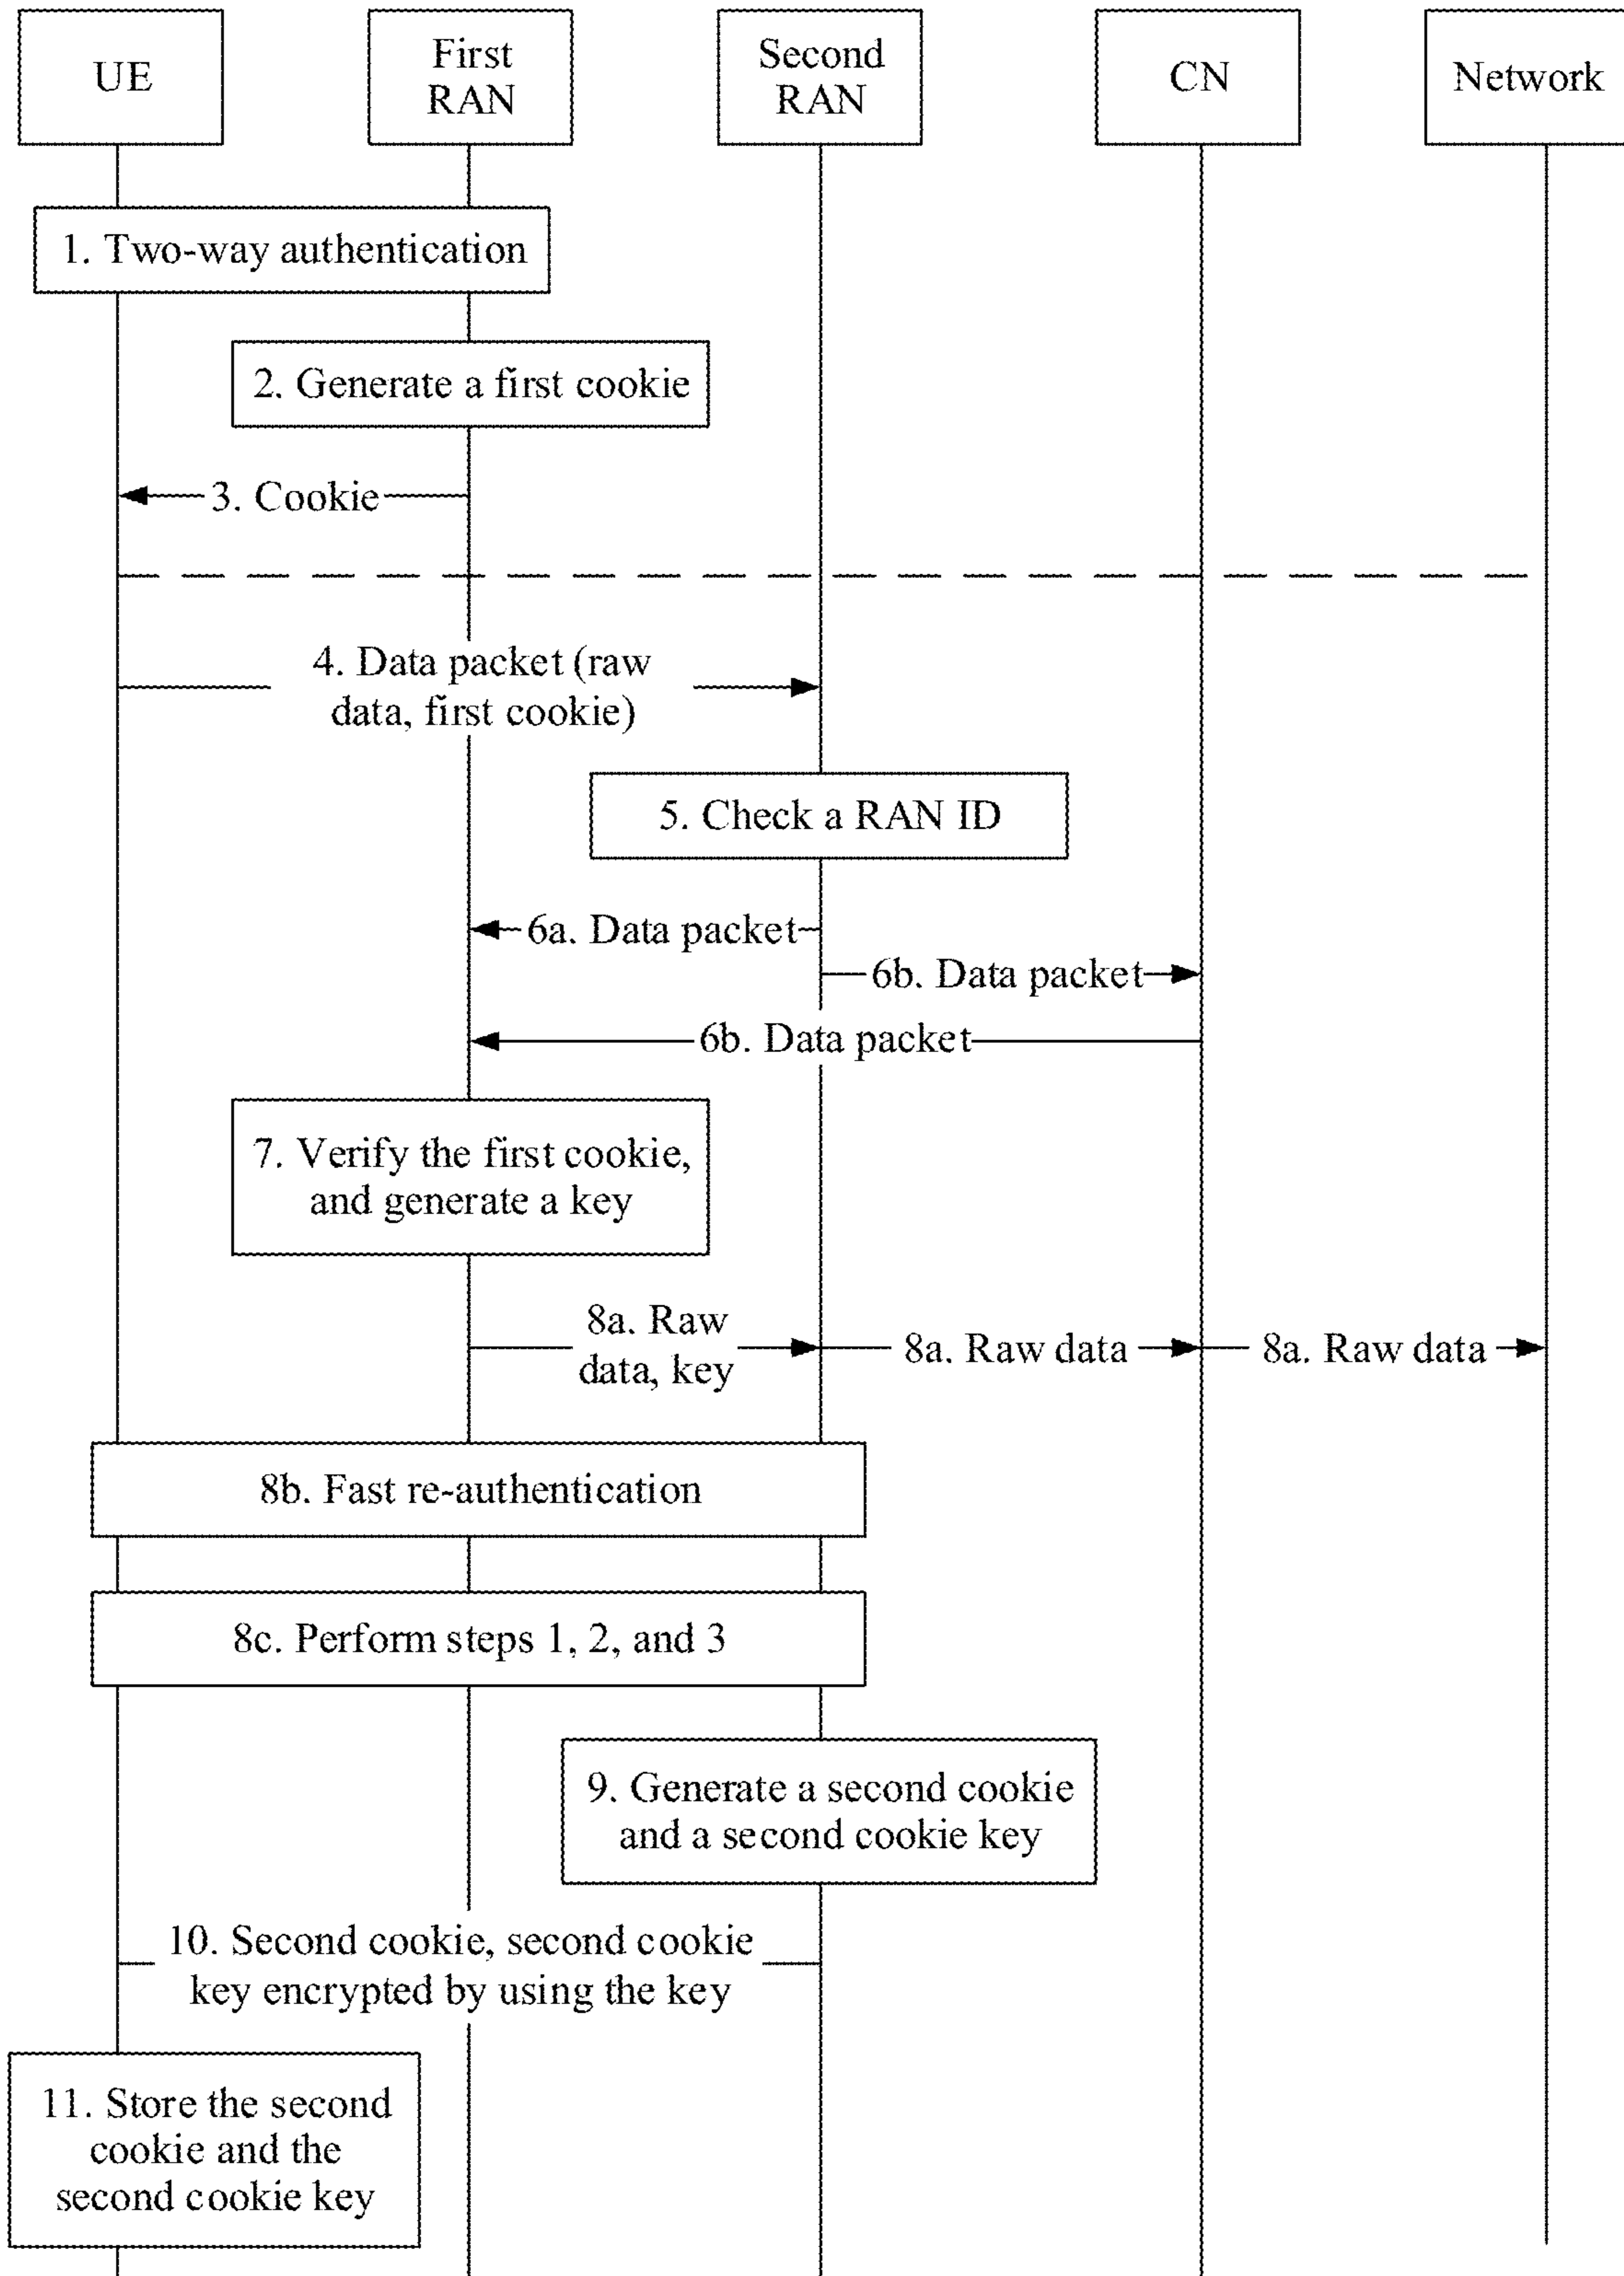 UE
First
RAN
Second
RAN
CN
Network
1. Two-way authentication
2. Generate a first cookie
3. Cookie
4. Data packet (raw
data, first cookie)
5. Check a RAN ID
6a. Data packet
6b. Data packet
6b. Data packet
7. Verify the first cookie,
and generate a key
8a. Raw
data, key
8a. Raw data
8a. Raw data
8b. Fast re-authentication
8c. Perform steps 1, 2, and 3
9. Generate a second cookie
and a second cookie key
10. Second cookie, second cookie
key encrypted by using the key
11. Store the second
cookie and the
second cookie key